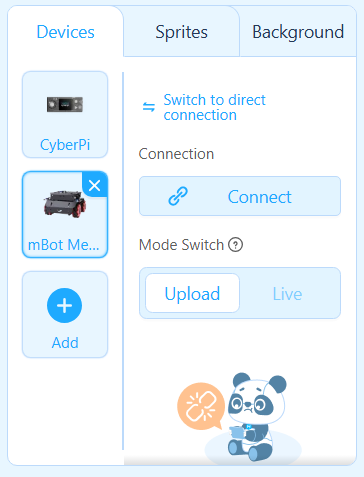 Devices
Sprites
Background
CyberPi
mBot Me...
Add
Switch to direct
connection
Connection
Connect
Mode Switch ?
Upload
Live